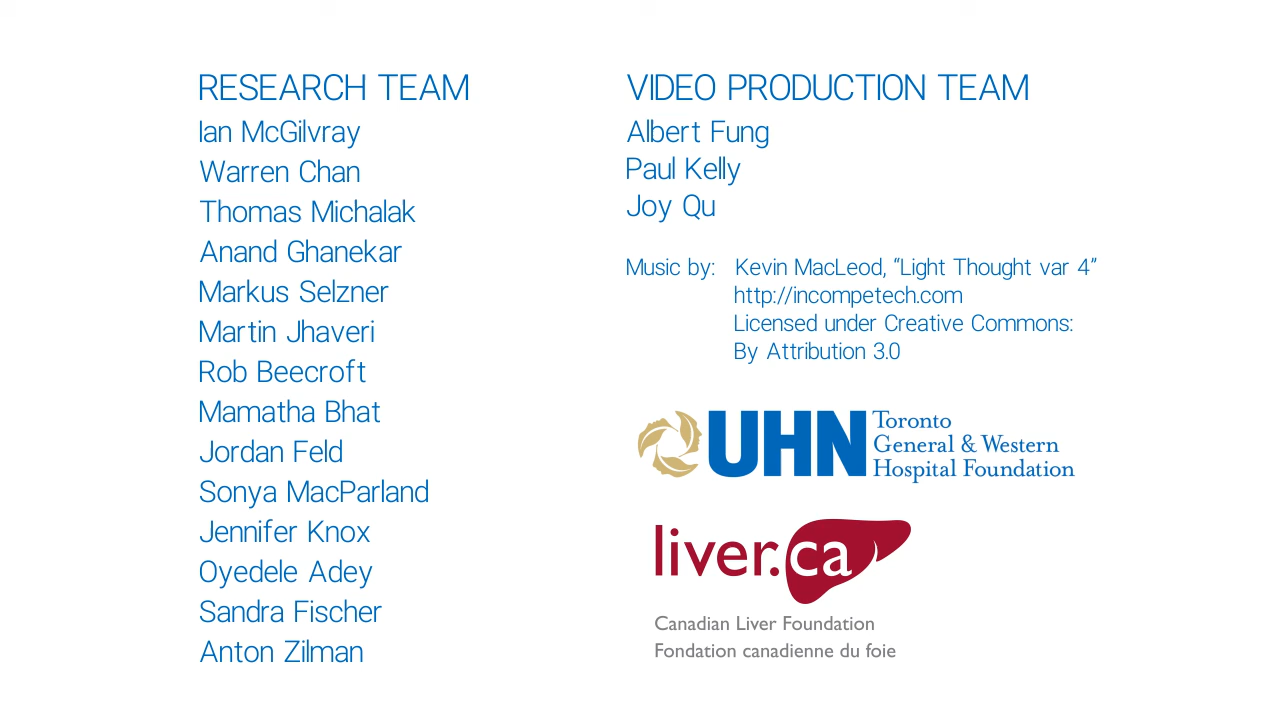 RESEARCH TEAM
Ian McGilvray
Warren Chan
Thomas Michalak
Anand Ghanekar
Markus Selzner
Martin Jhaveri
Rob Beecroft
Mamatha Bhat
Jordan Feld
Sonya MacParland
Jennifer Knox
Oyedele Adey
Sandra Fischer
Anton Zilman
VIDEO PRODUCTION TEAM
Albert Fung
Paul Kelly
Joy Qu
Music by: Kevin MacLeod, “Light Thought var 4”
http://incompetech.com
Licensed under Creative Commons:
By Attribution 3.0
UHN Toronto
General & Western
Hospital Foundation
liver.ca
Canadian Liver Foundation
Fondation canadienne du foie